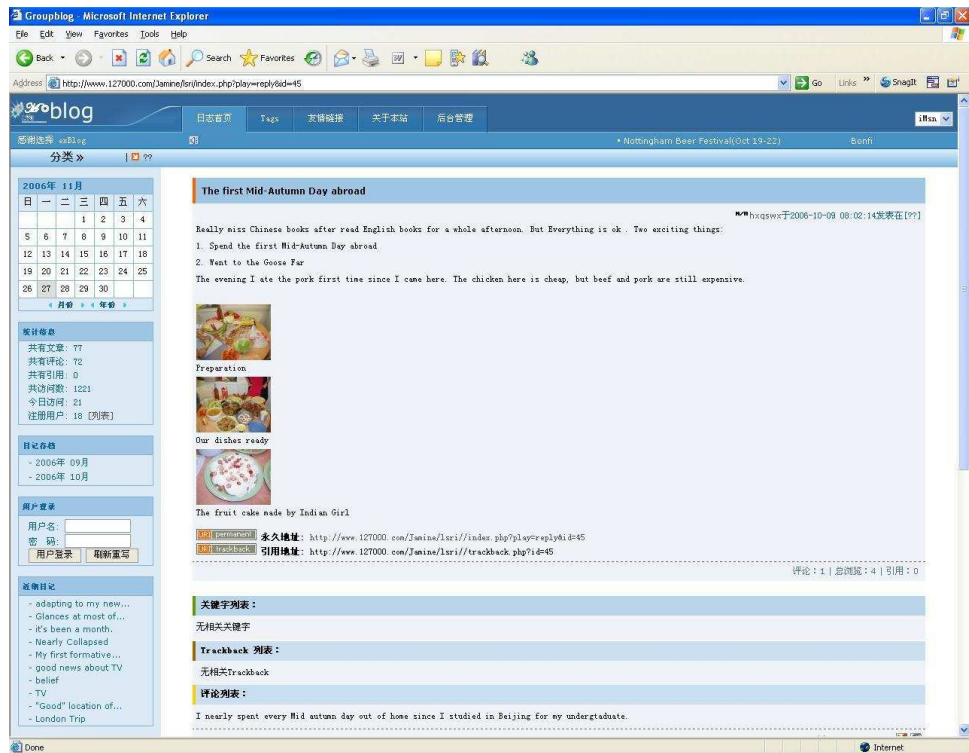 Groupblog - Microsoft Internet Explorer
File Edit View Favorites Tools Help
Back Search Favorites
Address http://www.127000.com/Jamine/lsri/index.php?play=reply&id=45 Go Links SnagIt
blog
日志首页 Tags 友情链接 关于本站 后台管理 iMsn
感谢选择 exBlog • Nottingham Beer Festival(Oct 19-22) Bonfi
分类 » | ??
2006年 11月
日 一 二 三 四 五 六
1 2 3 4
5 6 7 8 9 10 11
12 13 14 15 16 17 18
19 20 21 22 23 24 25
26 27 28 29 30
月份 年份
统计信息
共有文章: 77
共有评论: 72
共有引用: 0
共访问数: 1221
今日访问: 21
注册用户: 18 [列表]
日记存档
- 2006年 09月
- 2006年 10月
用户登录
用户名:
密 码:
用户登录 刷新重写
近期日记
- adapting to my new...
- Glances at most of...
- it's been a month.
- Nearly Collapsed
- My first formative...
- good news about TV
- belief
- TV
- "Good" location of...
- London Trip
The first Mid-Autumn Day abroad
hxqswx于2006-10-09 08:02:14发表在[??]
Really miss Chinese books after read English books for a whole afternoon. But Everything is ok . Two exciting things:
1. Spend the first Mid-Autumn Day abroad
2. Went to the Goose Far
The evening I ate the pork first time since I came here. The chicken here is cheap, but beef and pork are still expensive.
Preparation
Our dishes ready
The fruit cake made by Indian Girl
URI permanent 永久地址: http://www.127000.com/Jamine/lsri//index.php?play=reply&id=45
URI trackback 引用地址: http://www.127000.com/Jamine/lsri//trackback.php?id=45
评论：1 | 总浏览：4 | 引用：0
关键字列表：
无相关关键字
Trackback 列表：
无相关Trackback
评论列表：
I nearly spent every Mid autumn day out of home since I studied in Beijing for my undergtaduate.
Done Internet